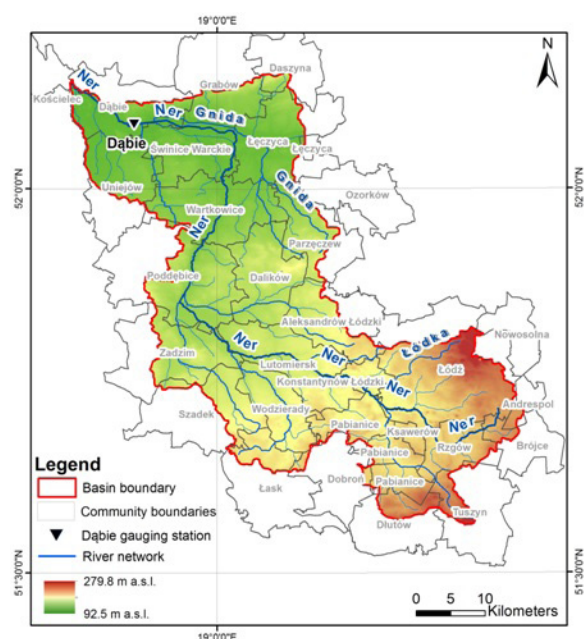 19°0'0"E
N
Ner
Daszyna
Grabów
Kościelec
Dąbie
Ner Gnida
Dąbie
Łęczyca
Łęczyca
Świnice Warckie
Uniejów
Gnida
Ozorków
52°0'0"N
52°0'0"N
Wartkowice
Ner
Parzęczew
Poddębice
Dalików
Aleksandrów Łódzki
Łódka
Nowosolna
Ner
Ner
Zadzim
Lutomiersk
Łódź
Konstantynów Łódzki
Ner
Andrespol
Szadek
Wodzierady
Pabianice
Ksawerów
Ner
Rzgów
Brójce
Pabianice
Łask
Dobroń
Pabianice
Tuszyn
Dłutów
Legend
Basin boundary
Community boundaries
Dąbie gauging station
River network
279.8 m a.s.l.
92.5 m a.s.l.
0 5 10
Kilometers
51°30'0"N
51°30'0"N
19°0'0"E